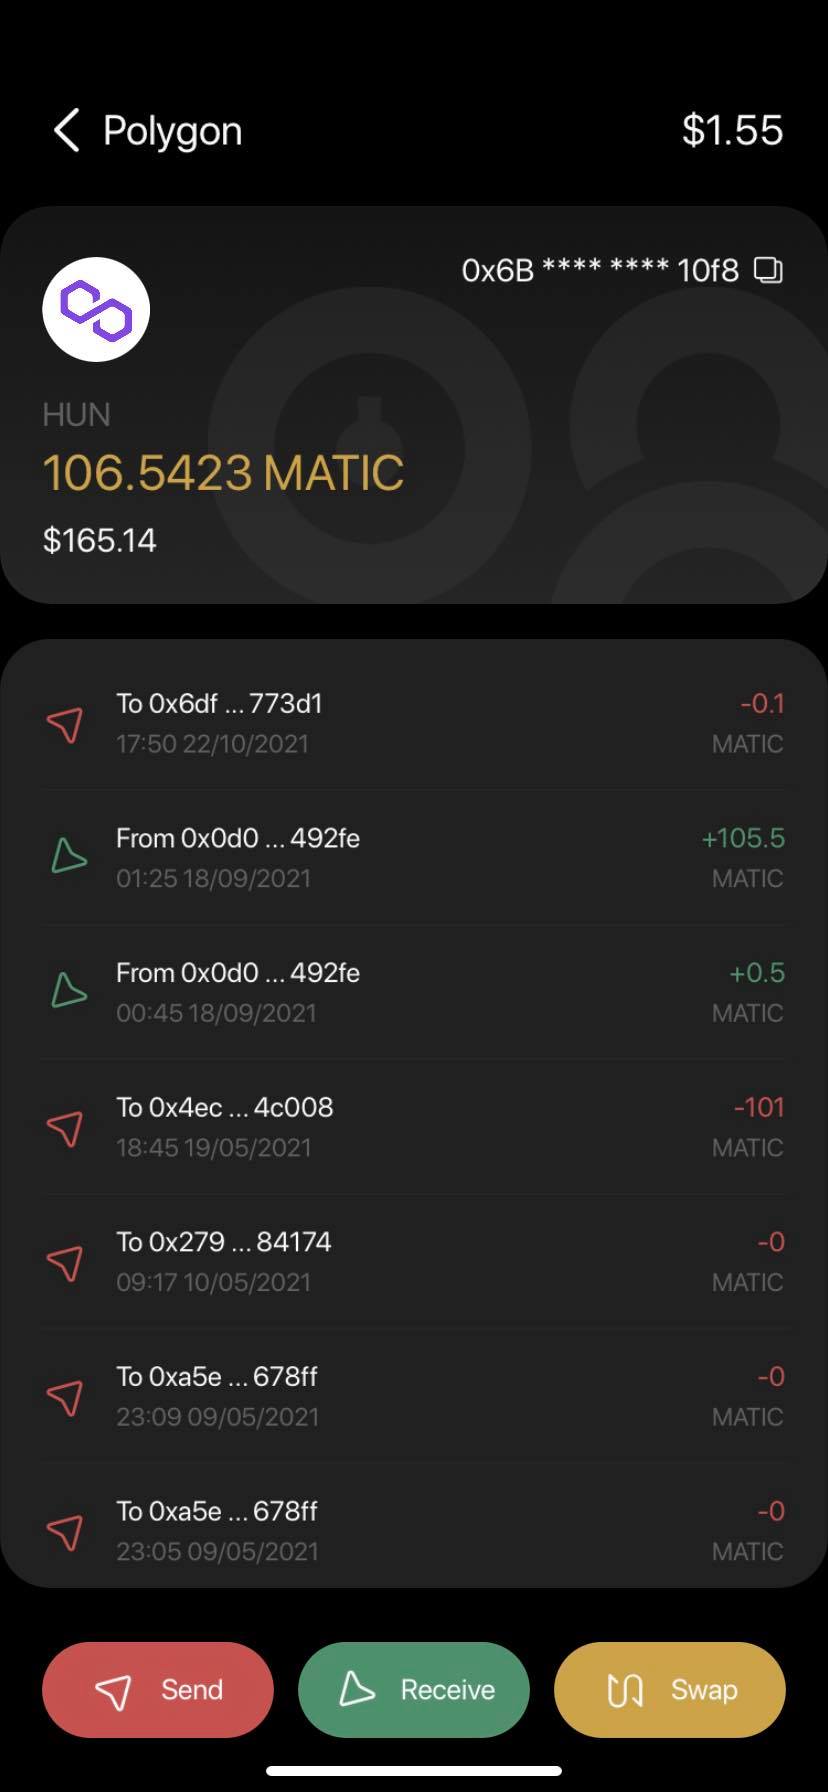 Polygon
$1.55
0x6B **** **** 10f8
HUN
106.5423 MATIC
$165.14
To 0x6df ... 773d1
-0.1
17:50 22/10/2021
MATIC
From 0x0d0 ... 492fe
+105.5
01:25 18/09/2021
MATIC
From 0x0d0 ... 492fe
+0.5
00:45 18/09/2021
MATIC
To 0x4ec ... 4c008
-101
18:45 19/05/2021
MATIC
To 0x279 ... 84174
-0
09:17 10/05/2021
MATIC
To 0xa5e ... 678ff
-0
23:09 09/05/2021
MATIC
To 0xa5e ... 678ff
-0
23:05 09/05/2021
MATIC
Send
Receive
Swap